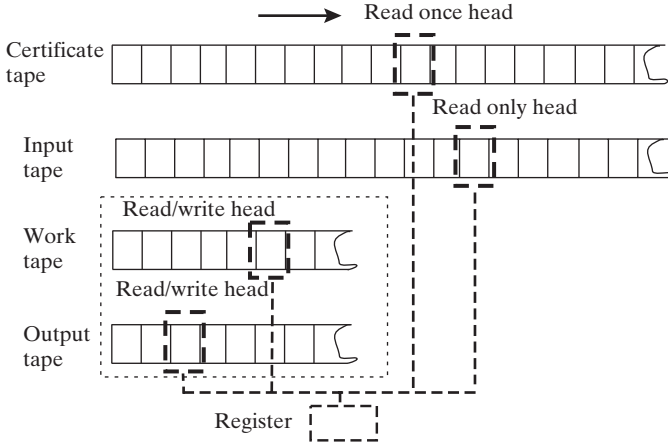 Read once head
Certificate
tape
Read only head
Input
tape
Read/write head
Work
tape
Read/write head
Output
tape
Register